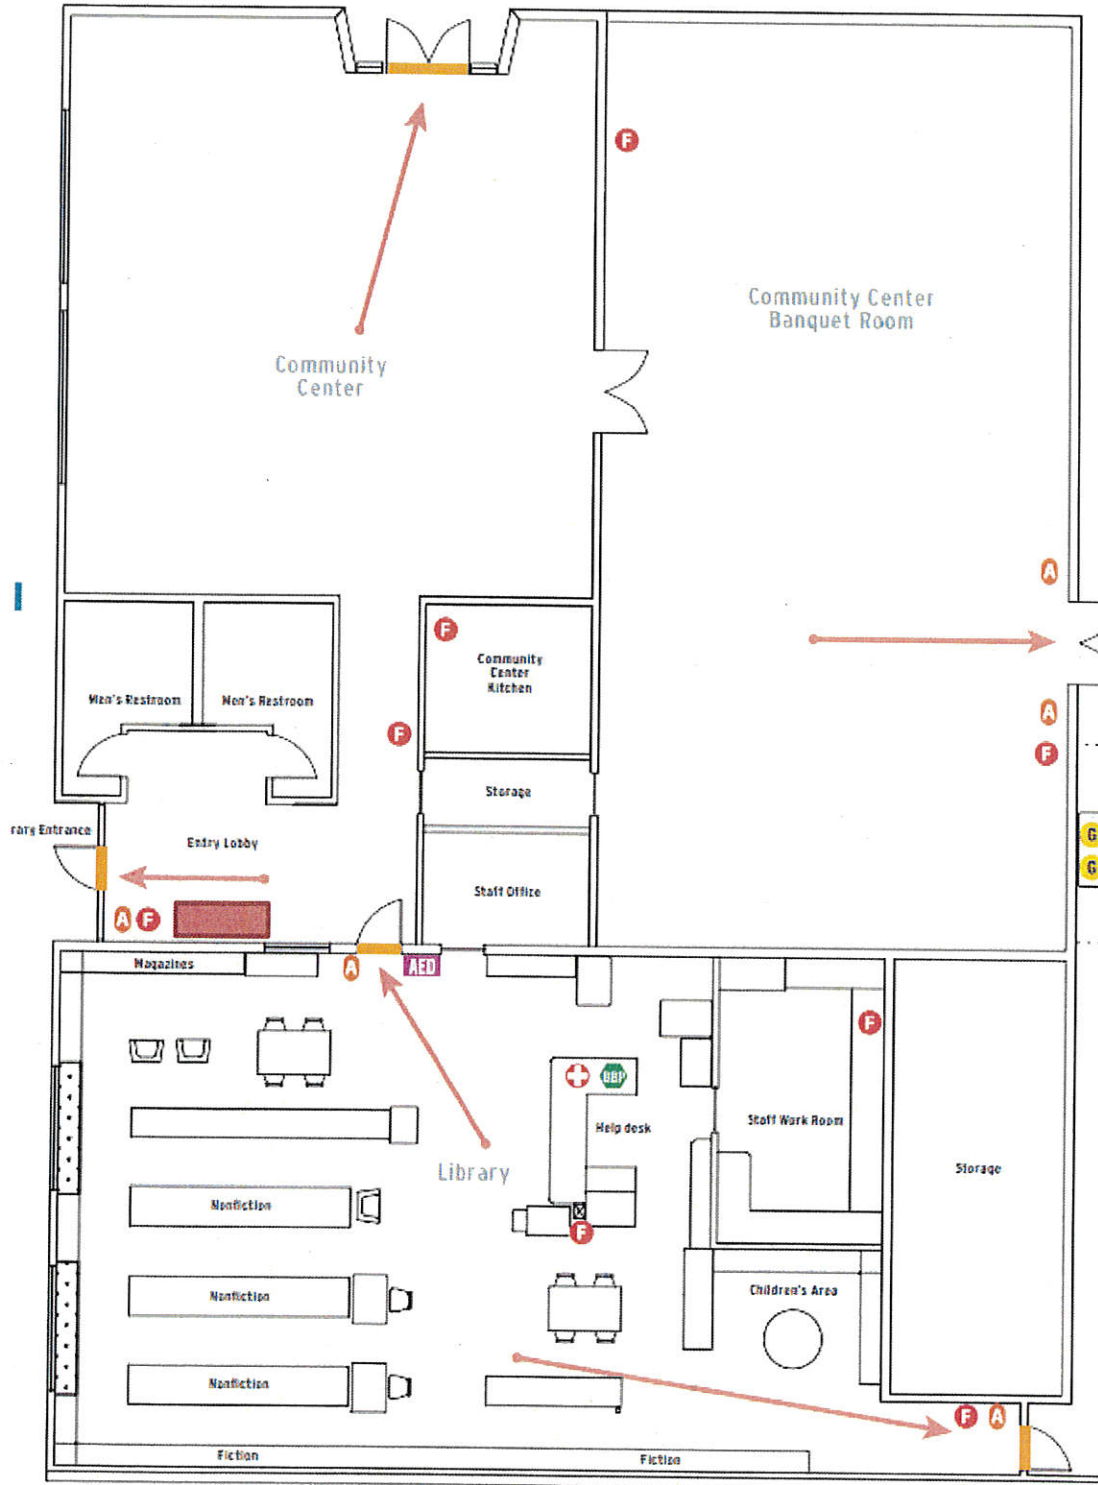 F
Community Center
Banquet Room
Community
Center
A
F
Community
Center
Kitchen
Men's Restroom
Men's Restroom
A
F
F
Storage
rary Entrance
Entry Lobby
G
G
Staff Office
A
F
Magazines
A
AED
F
BBP
Help desk
Staff Work Room
Library
Storage
Nonfiction
F
Nonfiction
Children's Area
Nonfiction
F
A
Fiction
Fiction